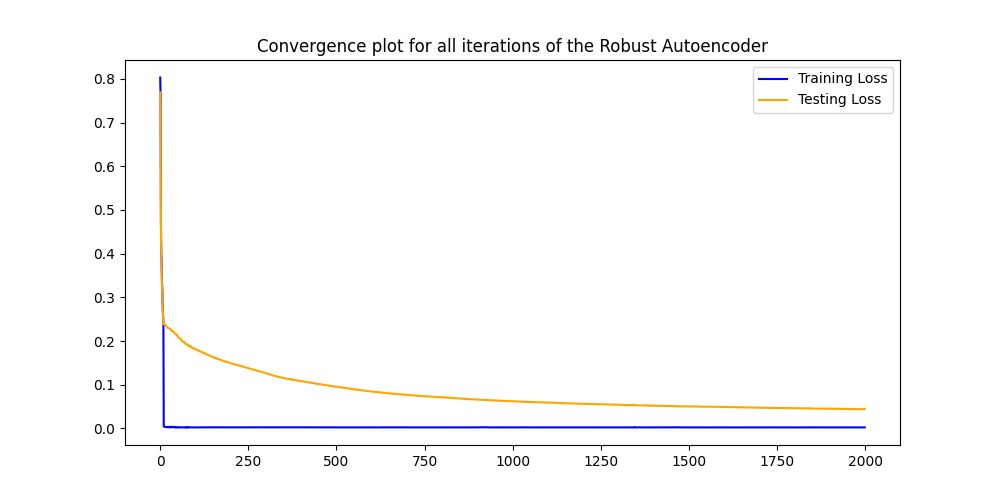 Convergence plot for all iterations of the Robust Autoencoder
Training Loss
Testing Loss
0.8
0.7
0.6
0.5
0.4
0.3
0.2
0.1
0.0
0 250 500 750 1000 1250 1500 1750 2000